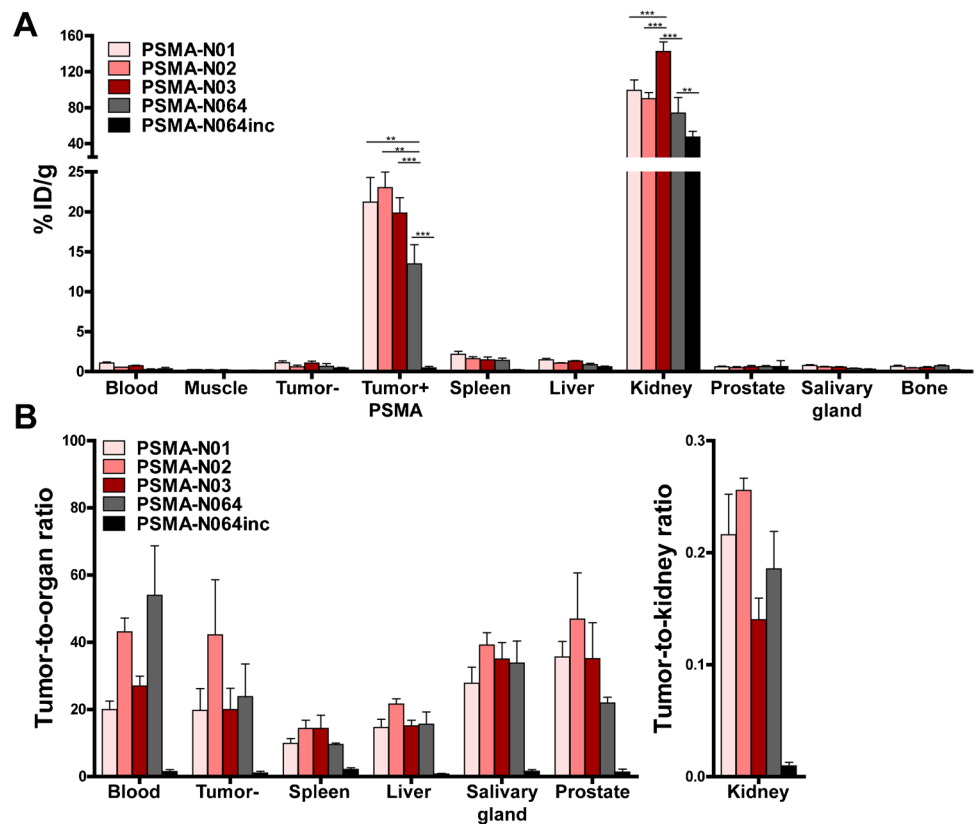 A
% ID/g
160
120
80
40
25
20
15
10
5
0
PSMA-N01
PSMA-N02
PSMA-N03
PSMA-N064
PSMA-N064inc
**
**
***
***
***
***
***
**
Blood Muscle Tumor- Tumor+ Spleen Liver Kidney Prostate Salivary Bone
PSMA gland
B
Tumor-to-organ ratio
100
80
60
40
20
0
PSMA-N01
PSMA-N02
PSMA-N03
PSMA-N064
PSMA-N064inc
Blood Tumor- Spleen Liver Salivary Prostate
gland
Tumor-to-kidney ratio
0.3
0.2
0.1
0.0
Kidney